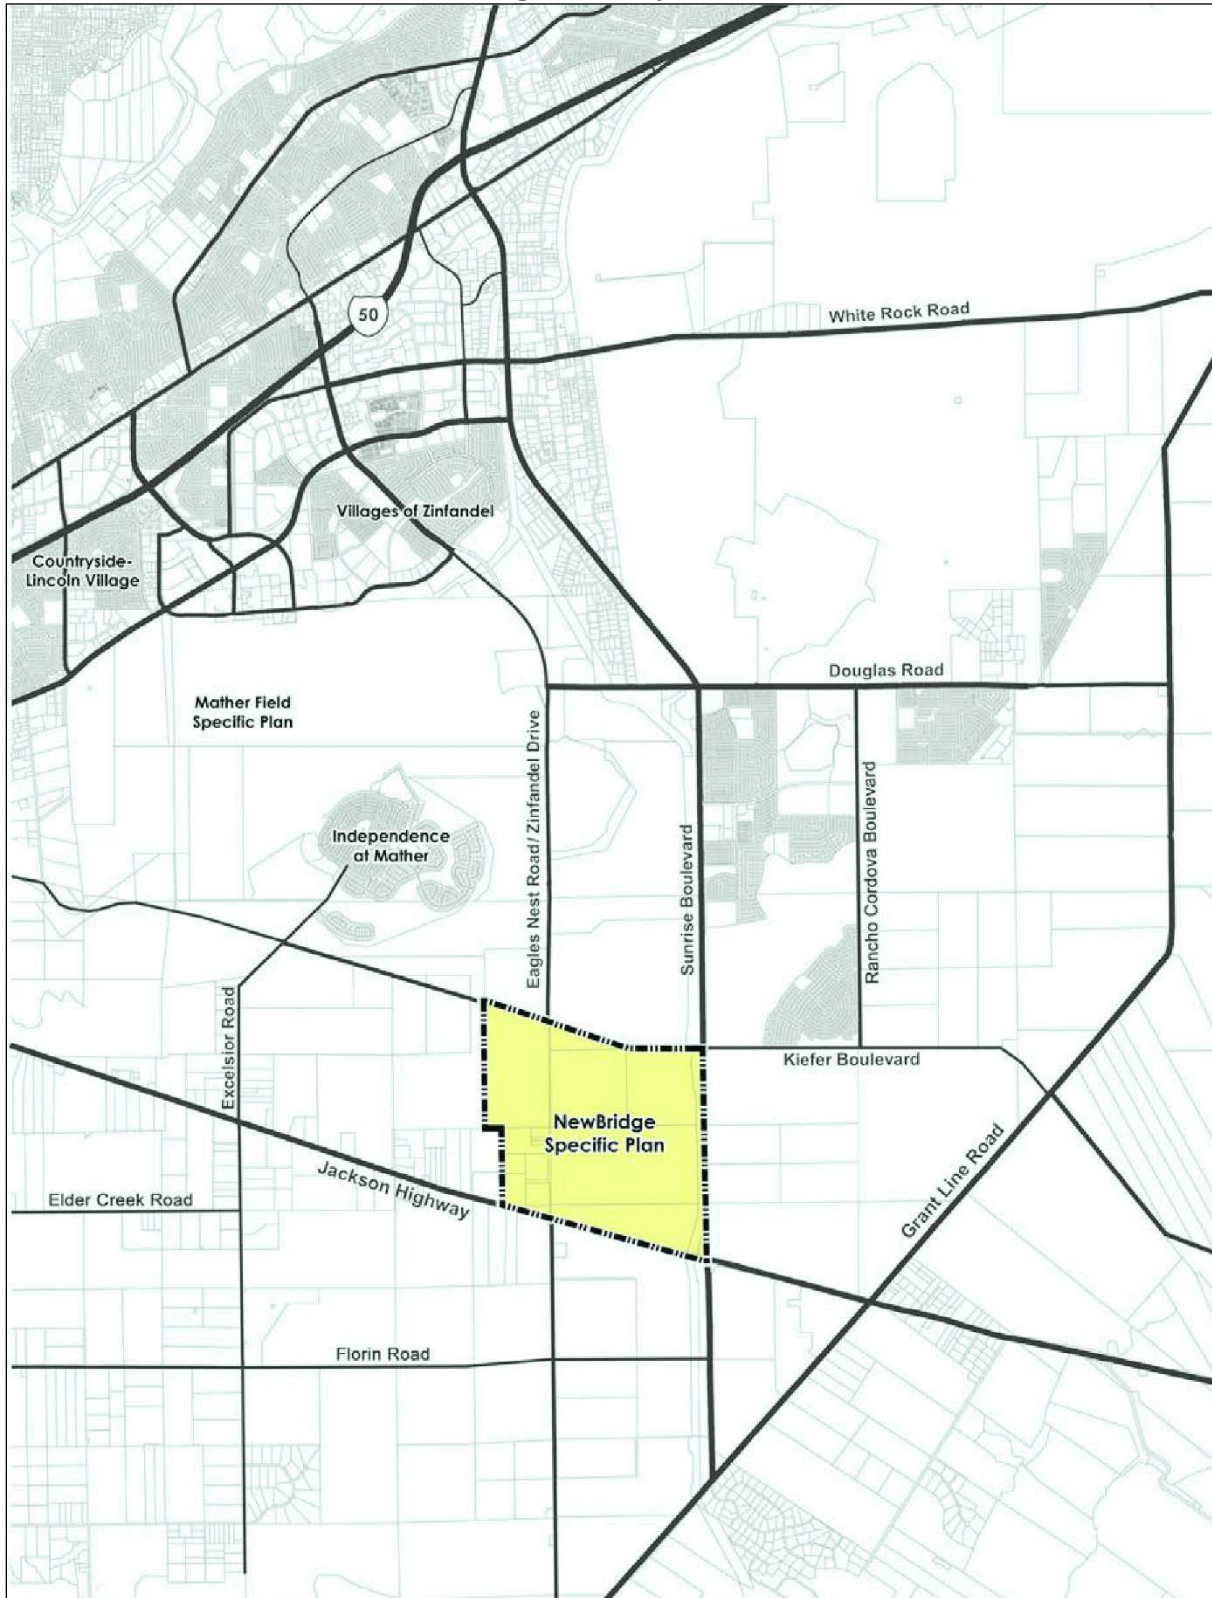 50
White Rock Road
Villages of Zinfandel
Countryside-
Lincoln Village
Douglas Road
Mather Field
Specific Plan
Eagles Nest Road/ Zinfandel Drive
Sunrise Boulevard
Rancho Cordova Boulevard
Independence
at Mather
Excelsior Road
Kiefer Boulevard
NewBridge
Specific Plan
Jackson Highway
Grant Line Road
Elder Creek Road
Florin Road